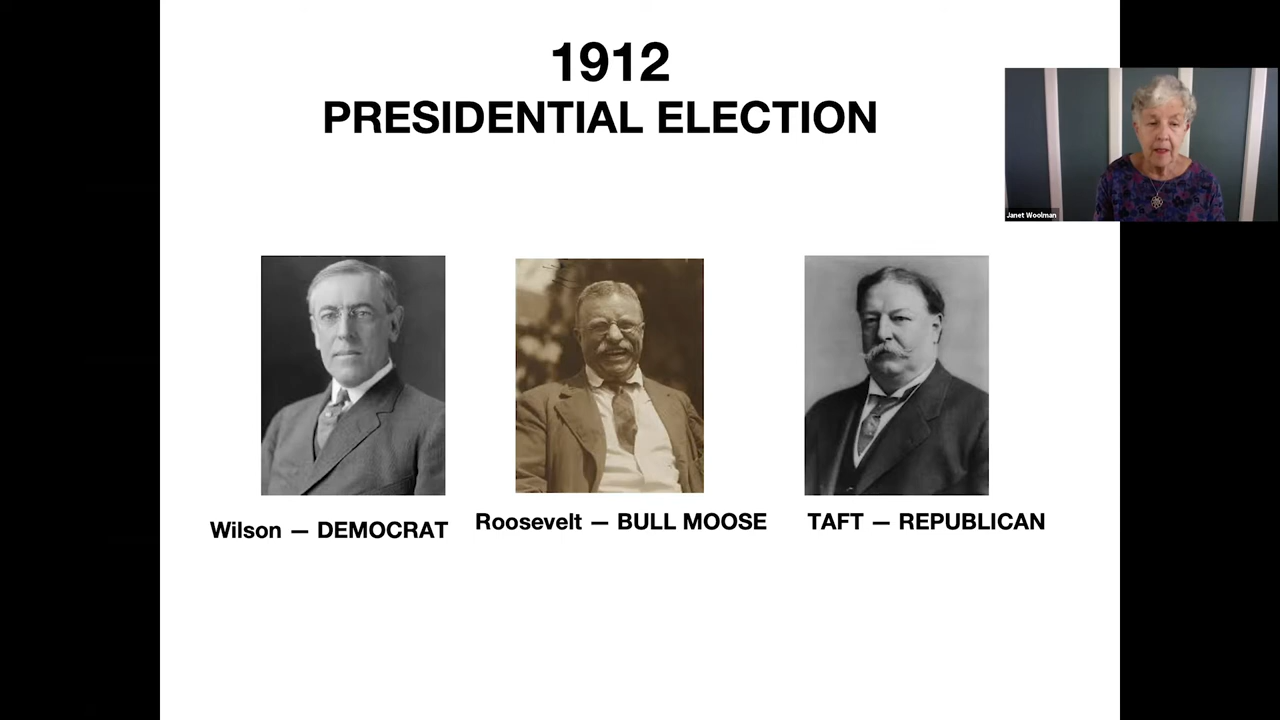 1912
PRESIDENTIAL ELECTION
Janet Woolman
Wilson — DEMOCRAT
Roosevelt — BULL MOOSE
TAFT — REPUBLICAN